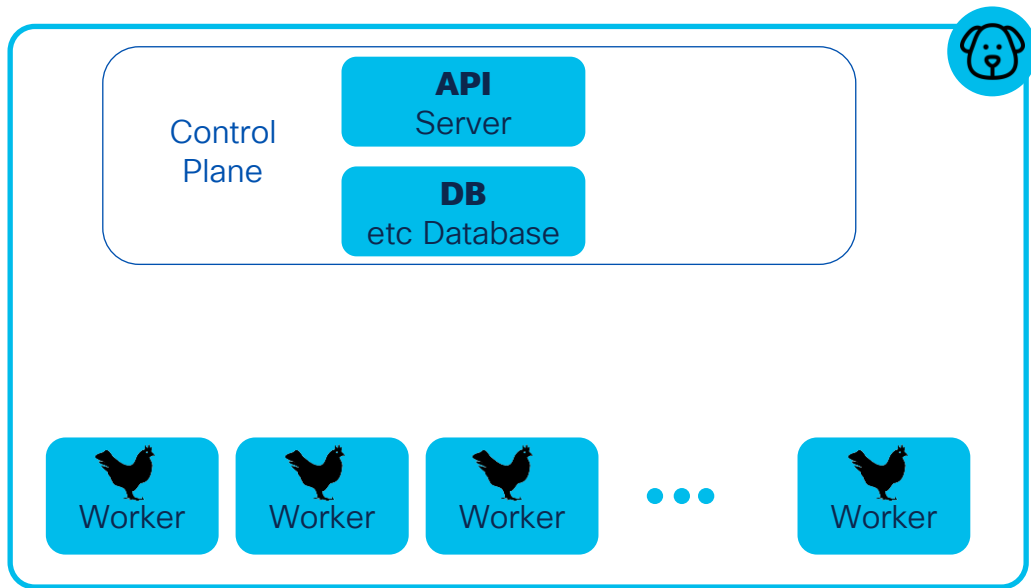 API
Server
Control
Plane
DB
etc Database
Worker
Worker
Worker
Worker